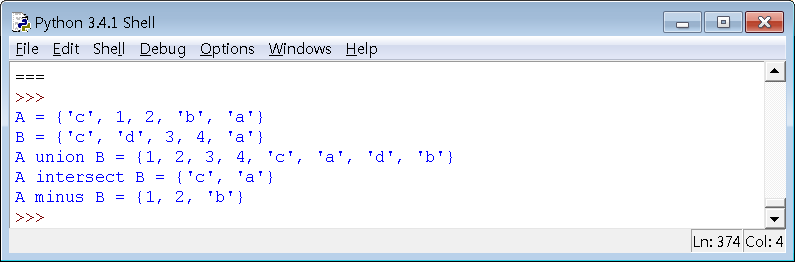 Python 3.4.1 Shell
File Edit Shell Debug Options Windows Help
===
>>>
A = {'c', 1, 2, 'b', 'a'}
B = {'c', 'd', 3, 4, 'a'}
A union B = {1, 2, 3, 4, 'c', 'a', 'd', 'b'}
A intersect B = {'c', 'a'}
A minus B = {1, 2, 'b'}
>>>
Ln: 374 Col: 4